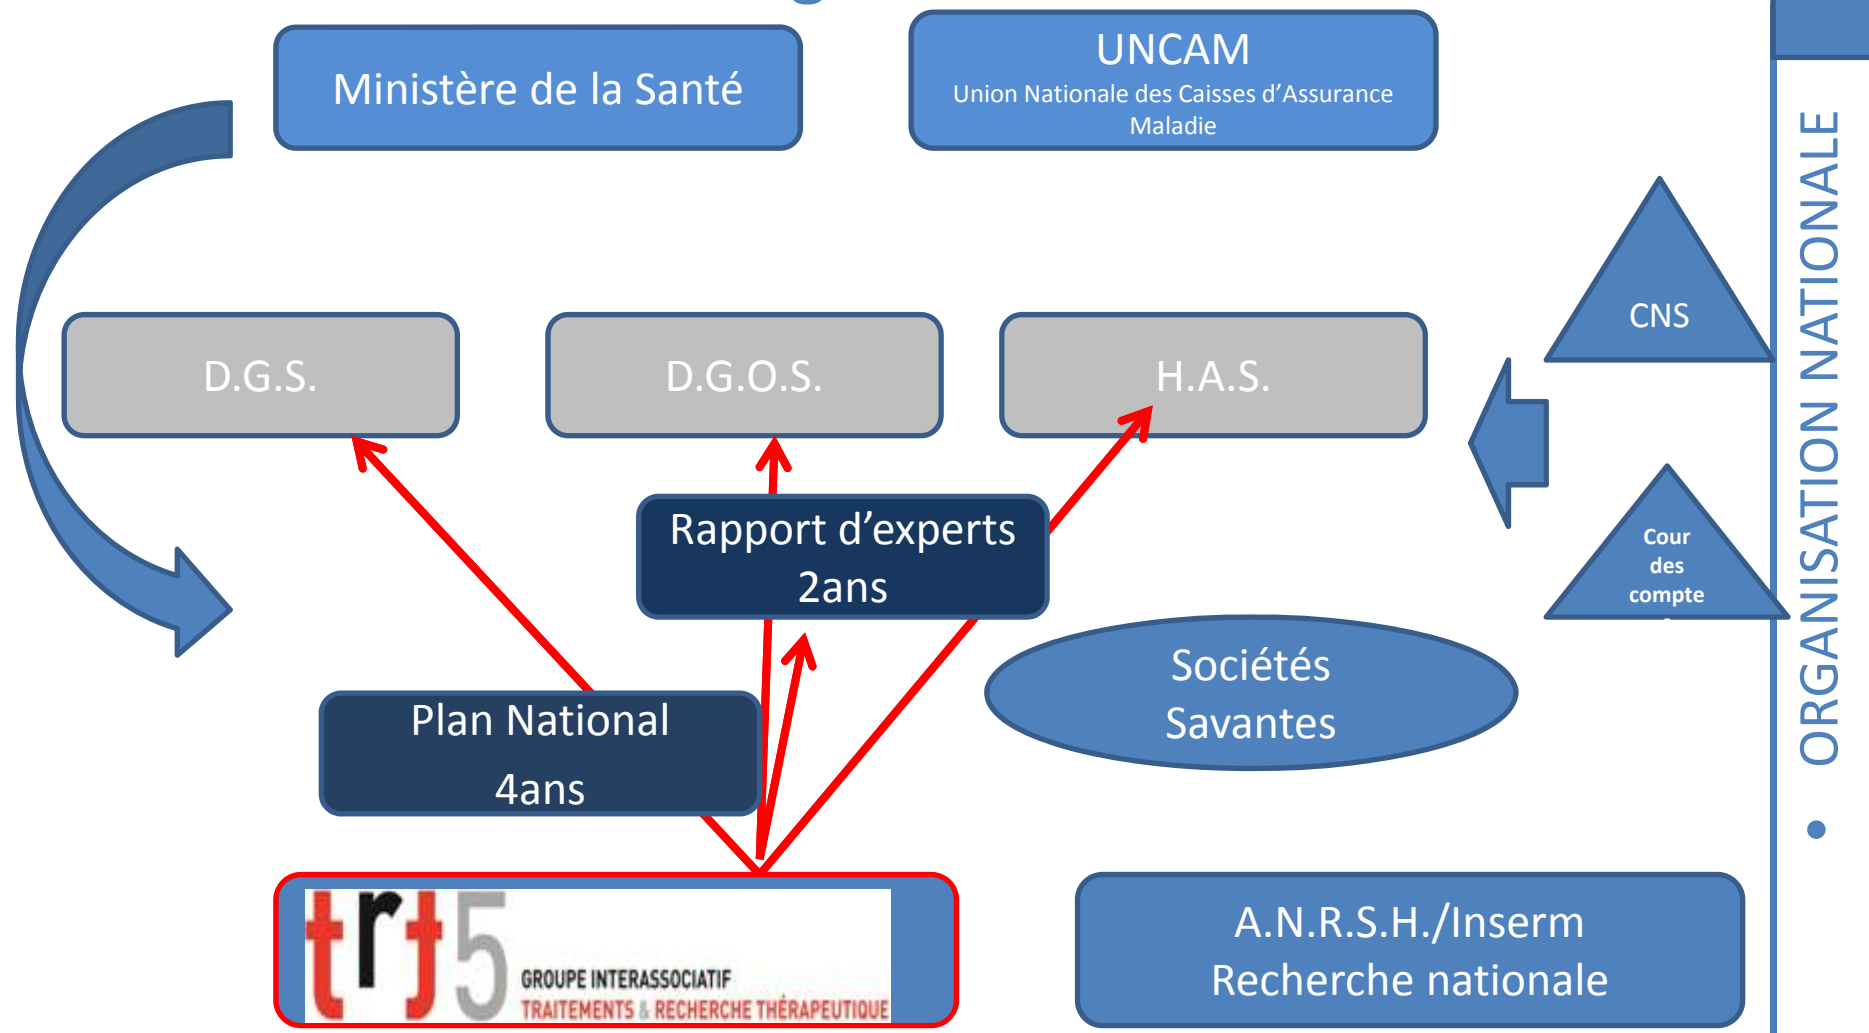 Ministère de la Santé
UNCAM
Union Nationale des Caisses d’Assurance
Maladie
D.G.S.
D.G.O.S.
H.A.S.
CNS
Rapport d’experts
2ans
Cour
des
compte
Sociétés
Savantes
Plan National
4ans
trt5
GROUPE INTERASSOCIATIF
TRAITEMENTS & RECHERCHE THÉRAPEUTIQUE
A.N.R.S.H./Inserm
Recherche nationale
• ORGANISATION NATIONALE